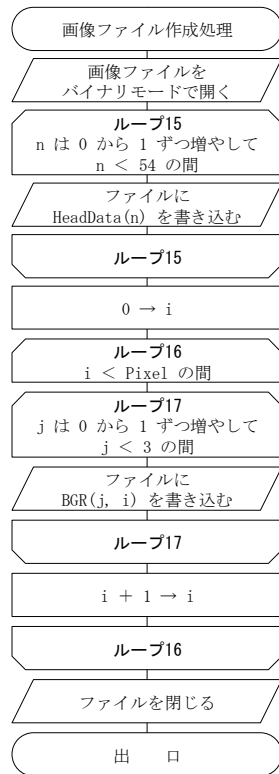 画像ファイル作成処理
画像ファイルを
バイナリモードで開く
ループ15
n は 0 から 1 ずつ増やして
n < 54 の間
ファイルに
HeadData(n) を書き込む
ループ15
0 → i
ループ16
i < Pixel の間
ループ17
j は 0 から 1 ずつ増やして
j < 3 の間
ファイルに
BGR(j, i) を書き込む
ループ17
i + 1 → i
ループ16
ファイルを閉じる
出　口